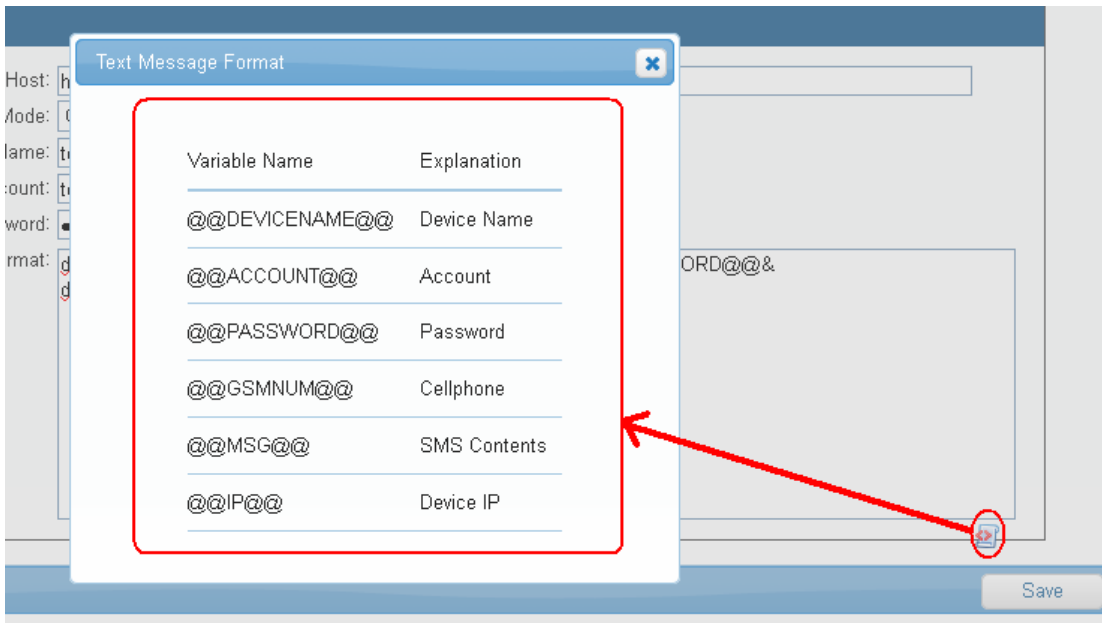 Text Message Format
Host: h
Mode:
lame: t
count: t
word:
Variable Name Explanation
@@DEVICENAME@@ Device Name
rmat: d ORD@@&
d
@@ACCOUNT@@ Account
@@PASSWORD@@ Password
@@GSMNUM@@ Cellphone
@@MSG@@ SMS Contents
@@IP@@ Device IP
Save